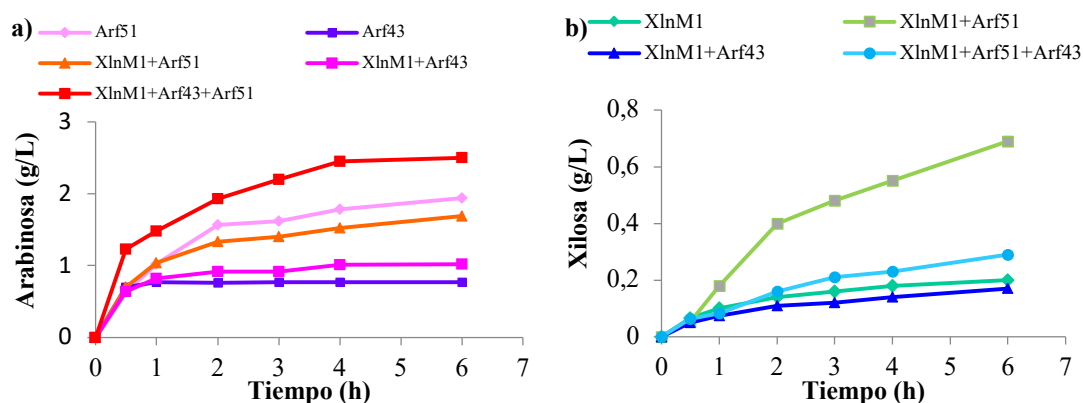 a)
Arf51
Arf43
XlnM1+Arf51
XlnM1+Arf43
XlnM1+Arf43+Arf51
Arabinosa (g/L)
3
2
1
0
0 1 2 3 4 5 6 7
Tiempo (h)
b)
XlnM1
XlnM1+Arf51
XlnM1+Arf43
XlnM1+Arf51+Arf43
Xilosa (g/L)
0,8
0,6
0,4
0,2
0
0 1 2 3 4 5 6 7
Tiempo (h)